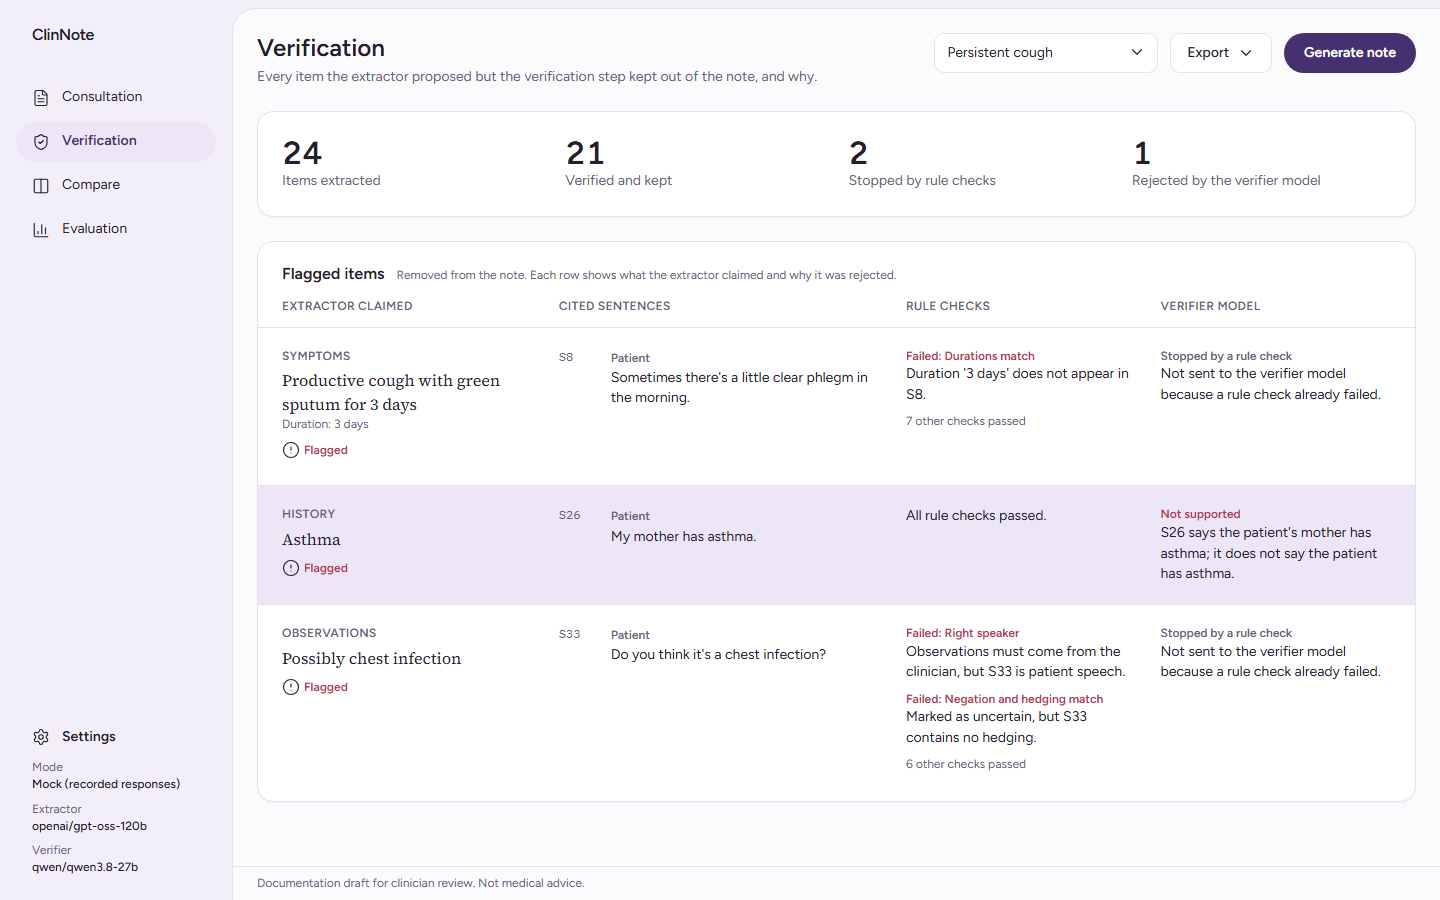 ClinNote
Consultation
Verification
Compare
Evaluation
Settings
Mode
Mock (recorded responses)
Extractor
openai/gpt-oss-120b
Verifier
qwen/qwen3.8-27b
Verification
Every item the extractor proposed but the verification step kept out of the note, and why.
Persistent cough
Export
Generate note
24
Items extracted
21
Verified and kept
2
Stopped by rule checks
1
Rejected by the verifier model
Flagged items Removed from the note. Each row shows what the extractor claimed and why it was rejected.
EXTRACTOR CLAIMED CITED SENTENCES RULE CHECKS VERIFIER MODEL
SYMPTOMS
Productive cough with green
sputum for 3 days
Duration: 3 days
Flagged
S8
Patient
Sometimes there's a little clear phlegm in
the morning.
Failed: Durations match
Duration '3 days' does not appear in
S8.
7 other checks passed
Stopped by a rule check
Not sent to the verifier model
because a rule check already failed.
HISTORY
Asthma
Flagged
S26
Patient
My mother has asthma.
All rule checks passed.
Not supported
S26 says the patient's mother has
asthma; it does not say the patient
has asthma.
OBSERVATIONS
Possibly chest infection
Flagged
S33
Patient
Do you think it's a chest infection?
Failed: Right speaker
Observations must come from the
clinician, but S33 is patient speech.
Failed: Negation and hedging match
Marked as uncertain, but S33
contains no hedging.
6 other checks passed
Stopped by a rule check
Not sent to the verifier model
because a rule check already failed.
Documentation draft for clinician review. Not medical advice.